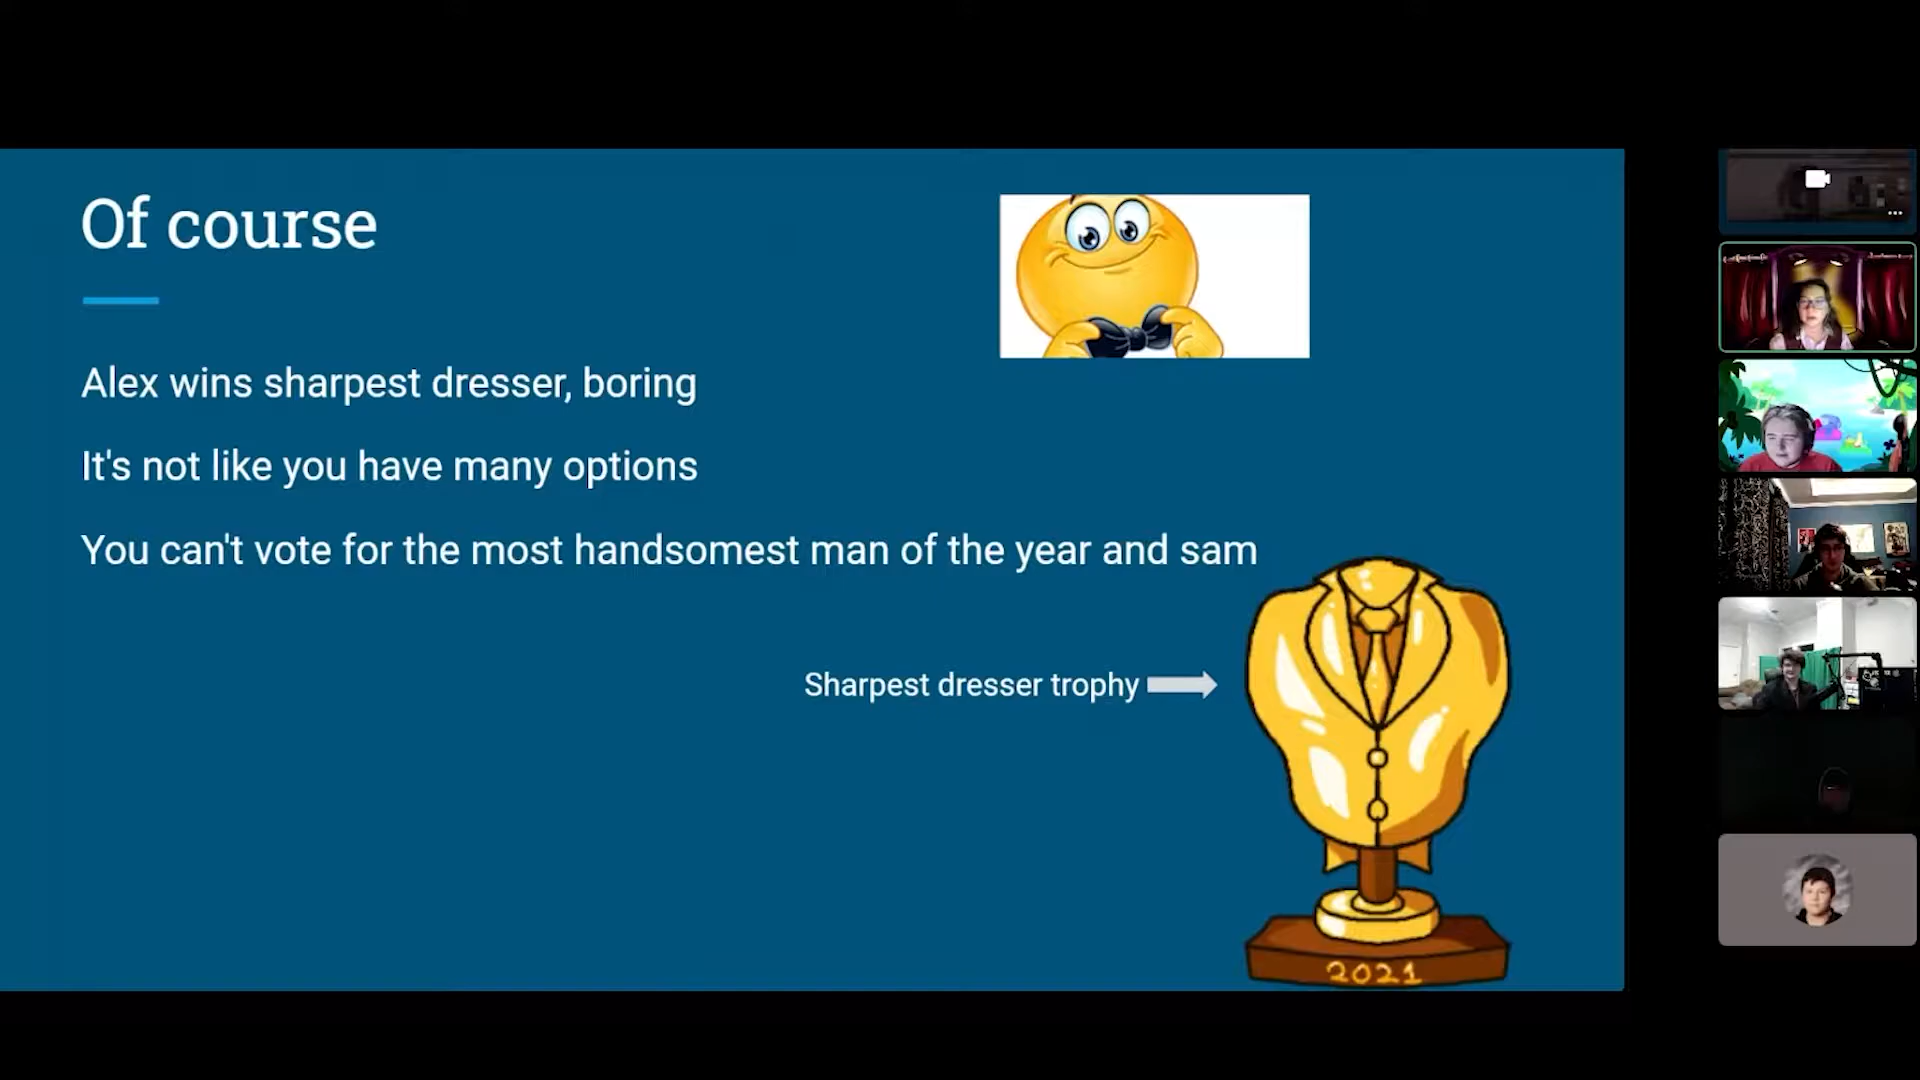 Of course
Alex wins sharpest dresser, boring
It's not like you have many options
You can't vote for the most handsomest man of the year and sam
Sharpest dresser trophy
2021